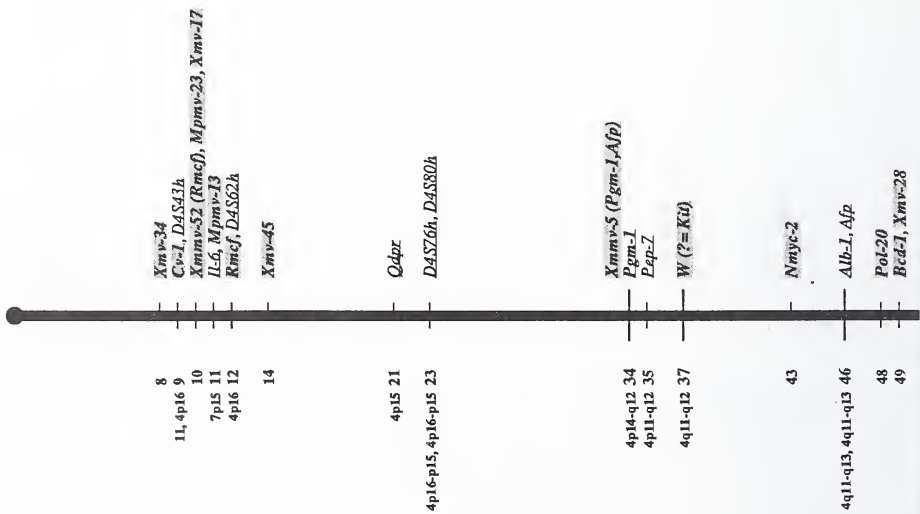 8 Xmv-34
11, 4p16 9 Cv-1, D4S43h
10 Xmmv-52 (Rmcf), Mpmv-23, Xmv-17
7p15 11 Il-6, Mpmv-13
4p16 12 Rmcf, D4S62h
14 Xmv-45
4p15 21 Qdpr
4p16-p15, 4p16-p15 23 D4S76h, D4S80h
Xmmv-5 (Pgm-1,Afp)
4p14-q12 34 Pgm-1
4p11-q12 35 Pep-7
4q11-q12 37 W (?= Kit)
43 Nmyc-2
4q11-q13, 4q11-q13 46 Alb-1, Afp
48 Pol-20
49 Bcd-1, Xmv-28